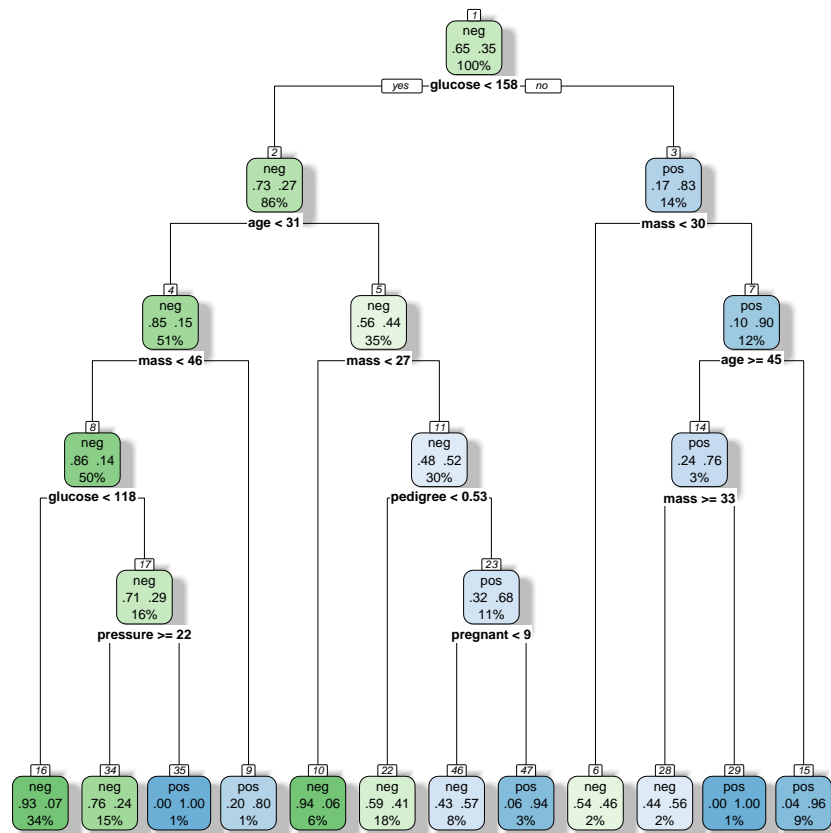 1
neg
.65 .35
100%
yes glucose < 158 no
2
neg
.73 .27
86%
age < 31
3
pos
.17 .83
14%
mass < 30
4
neg
.85 .15
51%
mass < 46
5
neg
.56 .44
35%
mass < 27
7
pos
.10 .90
12%
age >= 45
8
neg
.86 .14
50%
glucose < 118
11
neg
.48 .52
30%
pedigree < 0.53
14
pos
.24 .76
3%
mass >= 33
17
neg
.71 .29
16%
pressure >= 22
23
pos
.32 .68
11%
pregnant < 9
16
neg
.93 .07
34%
34
neg
.76 .24
15%
35
pos
.00 1.00
1%
9
pos
.20 .80
1%
10
neg
.94 .06
6%
22
neg
.59 .41
18%
46
neg
.43 .57
8%
47
pos
.06 .94
3%
6
neg
.54 .46
2%
28
neg
.44 .56
2%
29
pos
.00 1.00
1%
15
pos
.04 .96
9%